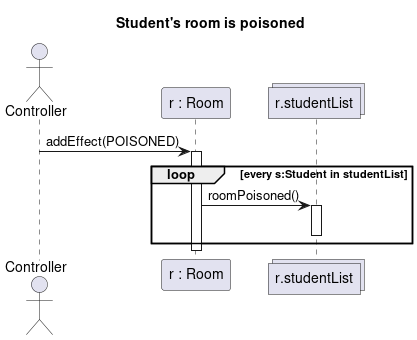 Student's room is poisoned
Controller
r : Room
r.studentList
addEffect(POISONED)
loop
[every s:Student in studentList]
roomPoisoned()
Controller
r : Room
r.studentList